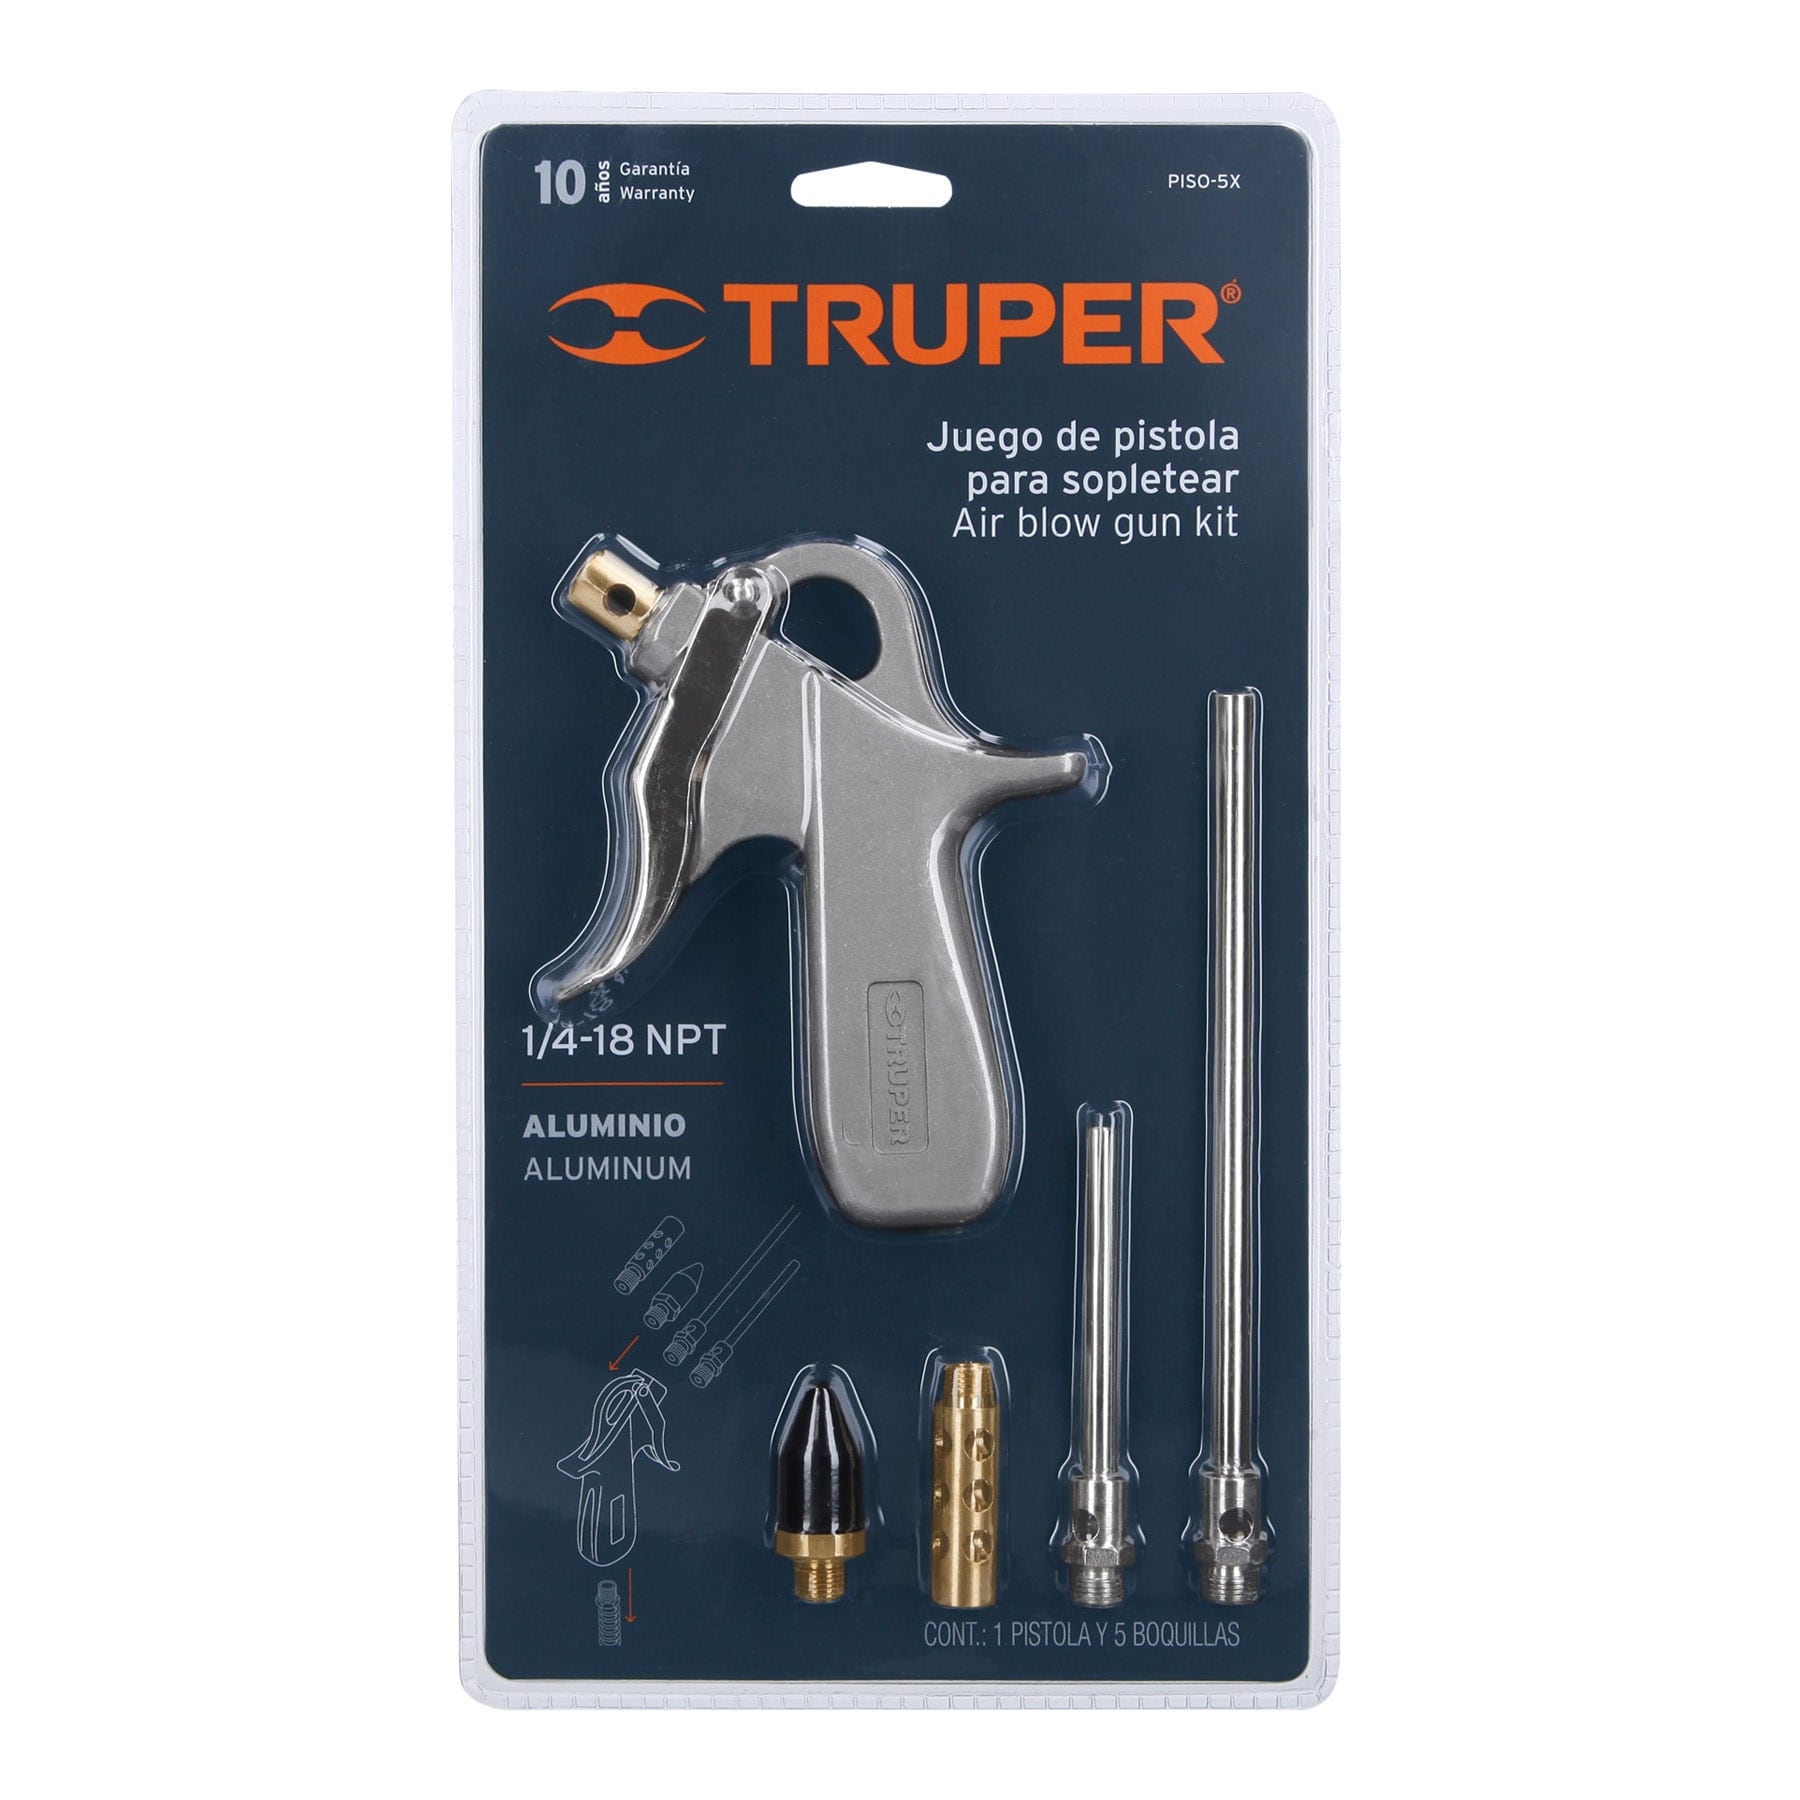 10 años Garantía
Warranty
PISO-5X
TRUPER®
Juego de pistola
para sopletear
Air blow gun kit
TRUPER
1/4-18 NPT
ALUMINIO
ALUMINUM
CONT.: 1 PISTOLA Y 5 BOQUILLAS